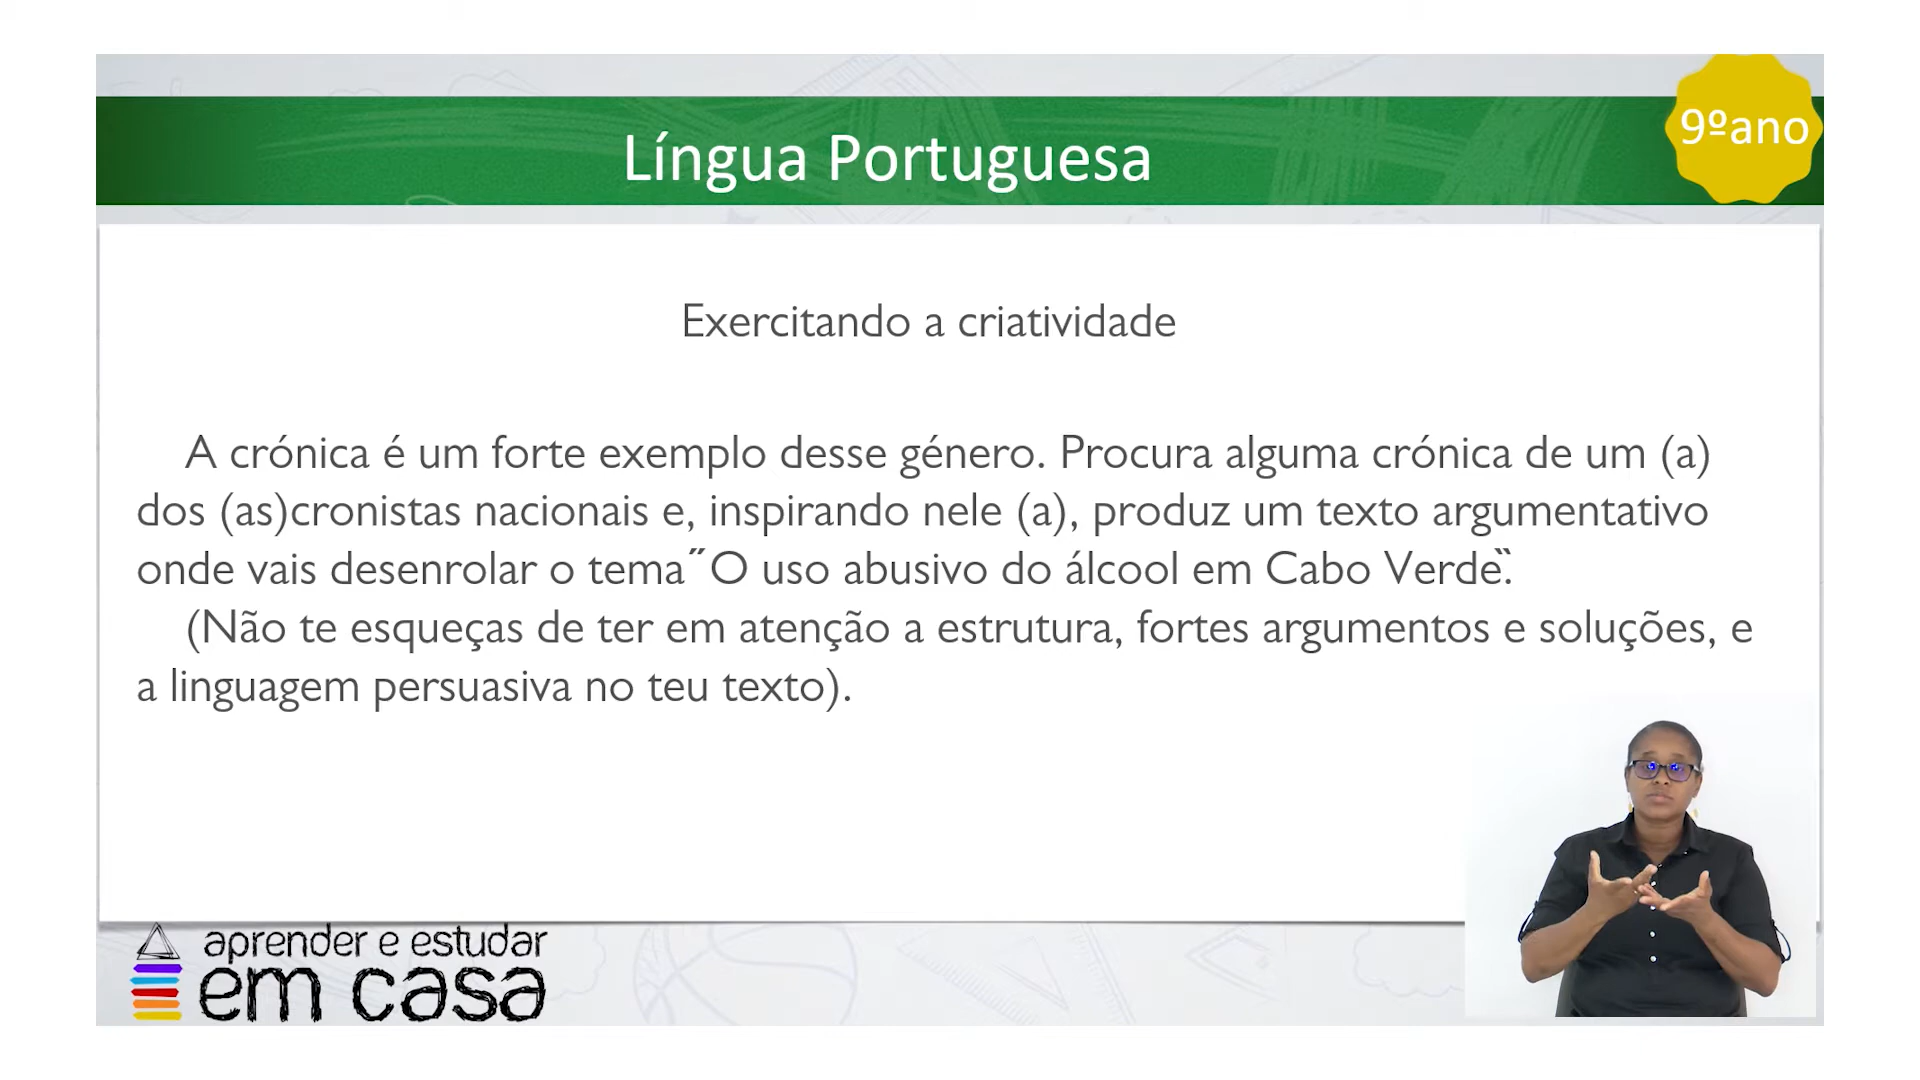 Língua Portuguesa
9ºano
Exercitando a criatividade
A crónica é um forte exemplo desse género. Procura alguma crónica de um (a)
dos (as)cronistas nacionais e, inspirando nele (a), produz um texto argumentativo
onde vais desenrolar o tema˝O uso abusivo do álcool em Cabo Verde‶.
(Não te esqueças de ter em atenção a estrutura, fortes argumentos e soluções, e
a linguagem persuasiva no teu texto).
aprender e estudar
em casa